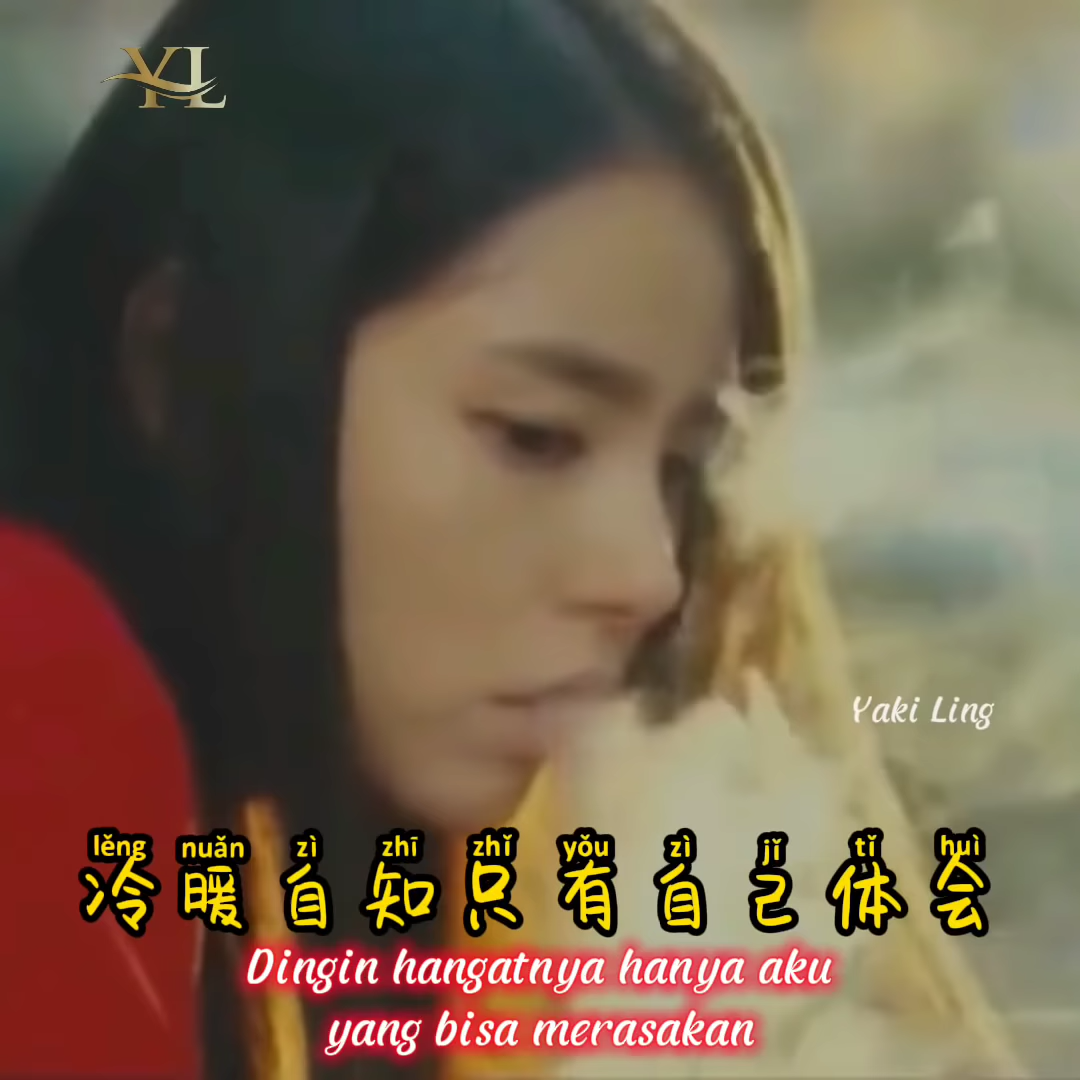 YL
Yaki Ling
lěng nuǎn zì zhī zhǐ yǒu zì jǐ tǐ huì
冷暖自知只有自己体会
Dingin hangatnya hanya aku
yang bisa merasakan